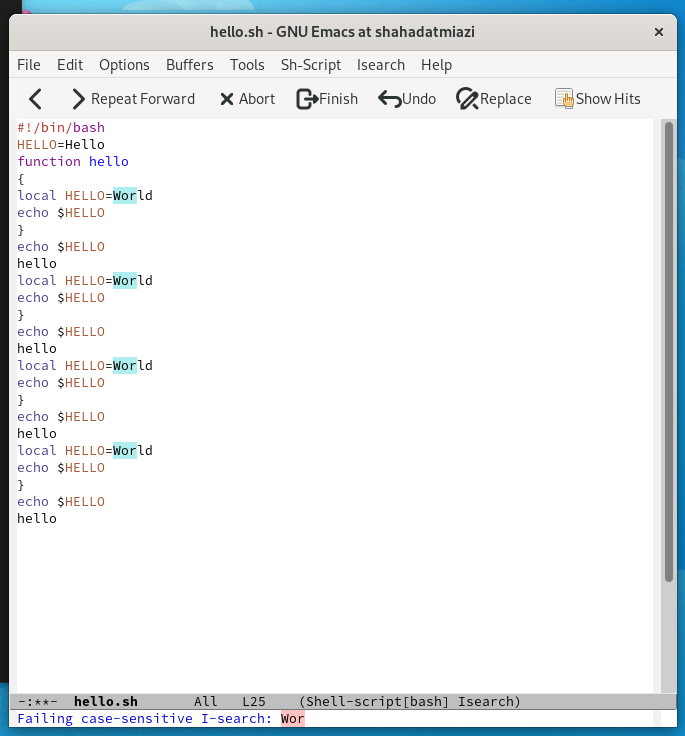 hello.sh - GNU Emacs at shahadatmiazi ×
File Edit Options Buffers Tools Sh-Script Isearch Help
Repeat Forward Abort Finish Undo Replace Show Hits
#!/bin/bash
HELLO=Hello
function hello
{
local HELLO=World
echo $HELLO
}
echo $HELLO
hello
local HELLO=World
echo $HELLO
}
echo $HELLO
hello
local HELLO=World
echo $HELLO
}
echo $HELLO
hello
local HELLO=World
echo $HELLO
}
echo $HELLO
hello
-:**- hello.sh All L25 (Shell-script[bash] Isearch)
Failing case-sensitive I-search: Wor